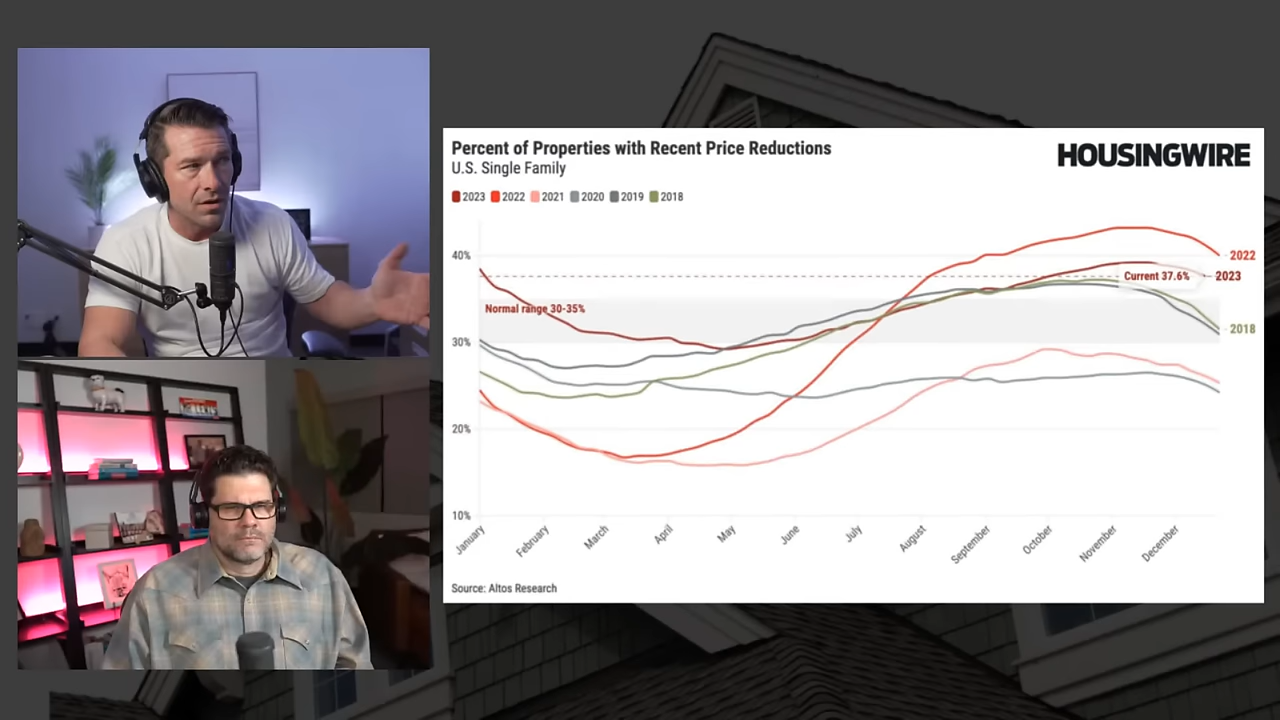 Percent of Properties with Recent Price Reductions
HOUSINGWIRE
U.S. Single Family
2023 2022 2021 2020 2019 2018
40%
30%
20%
10%
Normal range 30-35%
Current 37.6%
2022
2023
2018
January February March April May June July August September October November December
Source: Altos Research